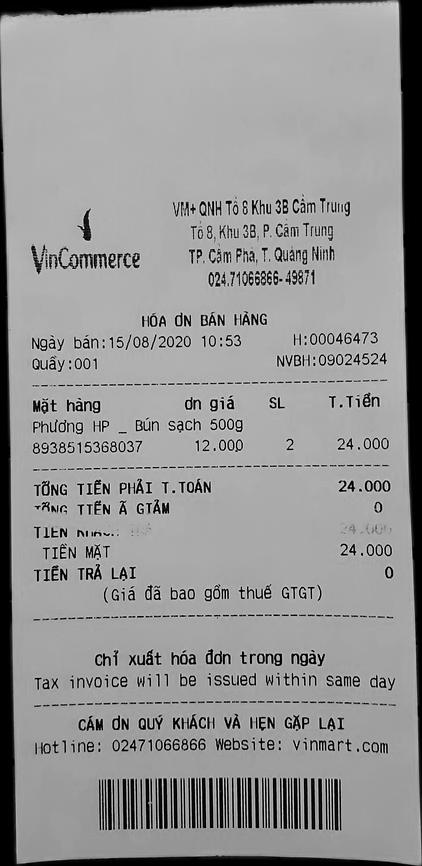 VinCommerce
VM+ QNH Tổ 8 Khu 3B Cẩm Trung
Tổ 8, Khu 3B, P. Cẩm Trung
TP. Cẩm Phả, T. Quảng Ninh
024.71066866-49871
HÓA ƠN BÁN HÀNG
Ngày bán:15/08/2020 10:53 H:00046473
Quầy:001 NVBH:09024524
Mặt hàng ơn giá SL T.Tiền
Phương HP _ Bún sạch 500g
8938515368037 12.000 2 24.000
TỔNG TIỀN PHẢI T.TOÁN 24.000
TỔNG TIỀN Ã GIẢM 0
TIỀN 24.000
TIỀN MẶT 24.000
TIỀN TRẢ LẠI 0
(Giá đã bao gồm thuế GTGT)
Chỉ xuất hóa đơn trong ngày
Tax invoice will be issued within same day
CẢM ƠN QUÝ KHÁCH VÀ HẸN GẶP LẠI
Hotline: 02471066866 Website: vinmart.com